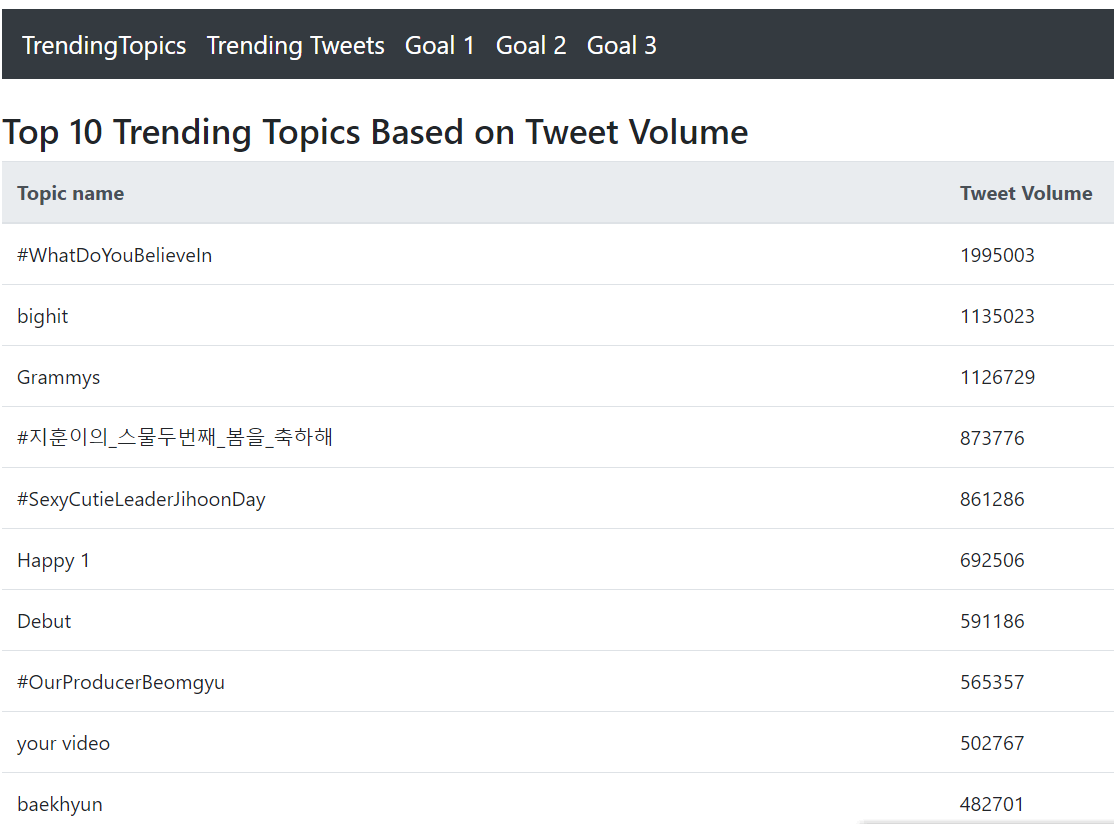 TrendingTopics Trending Tweets Goal 1 Goal 2 Goal 3
Top 10 Trending Topics Based on Tweet Volume
Topic name Tweet Volume
#WhatDoYouBelieveIn 1995003
bighit 1135023
Grammys 1126729
#지훈이의_스물두번째_봄을_축하해 873776
#SexyCutieLeaderJihoonDay 861286
Happy 1 692506
Debut 591186
#OurProducerBeomgyu 565357
your video 502767
baekhyun 482701